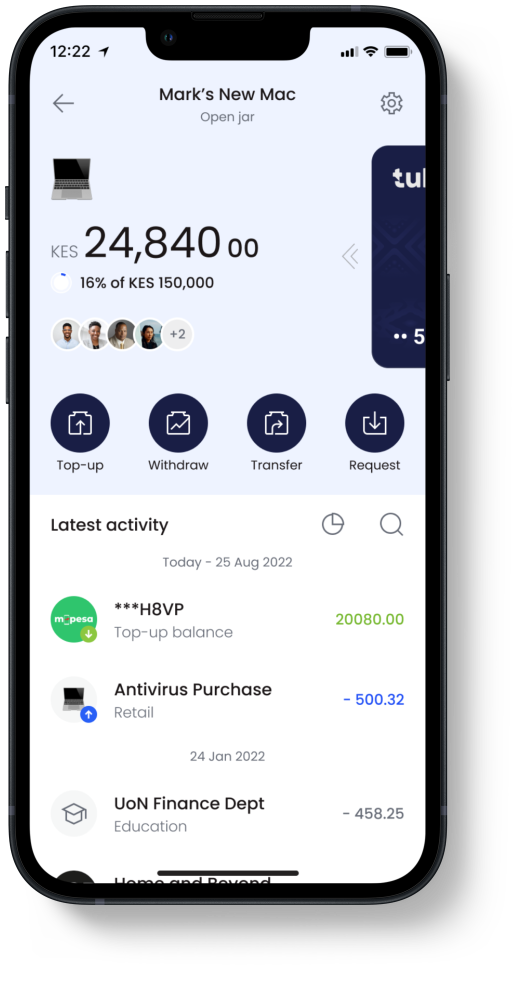 12:22
Mark's New Mac
Open jar
tul
KES 24,840 00
16% of KES 150,000
+2
•• 5
Top-up
Withdraw
Transfer
Request
Latest activity
Today - 25 Aug 2022
m-pesa
***H8VP
Top-up balance
20080.00
Antivirus Purchase
Retail
- 500.32
24 Jan 2022
UoN Finance Dept
Education
- 458.25
Home and Beyond